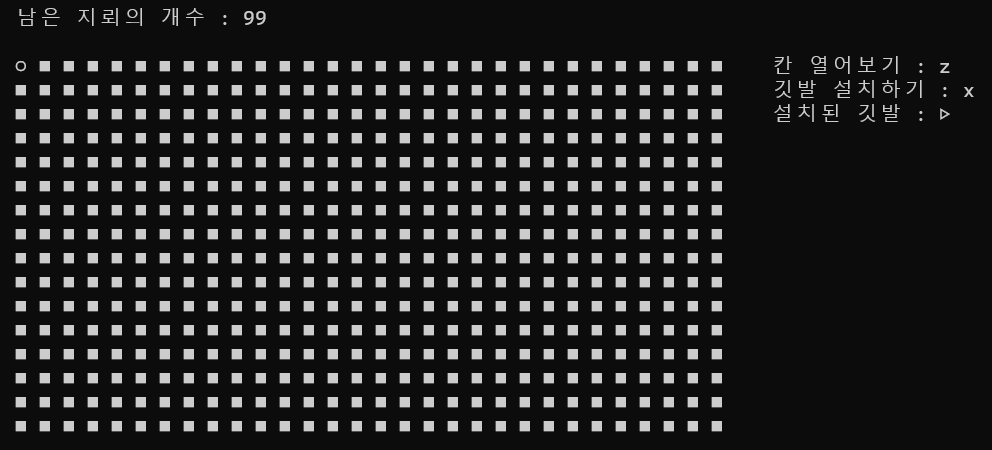 남은 지뢰의 개수 : 99
칸 열어보기 : z
깃발 설치하기 : x
설치된 깃발 : ▷